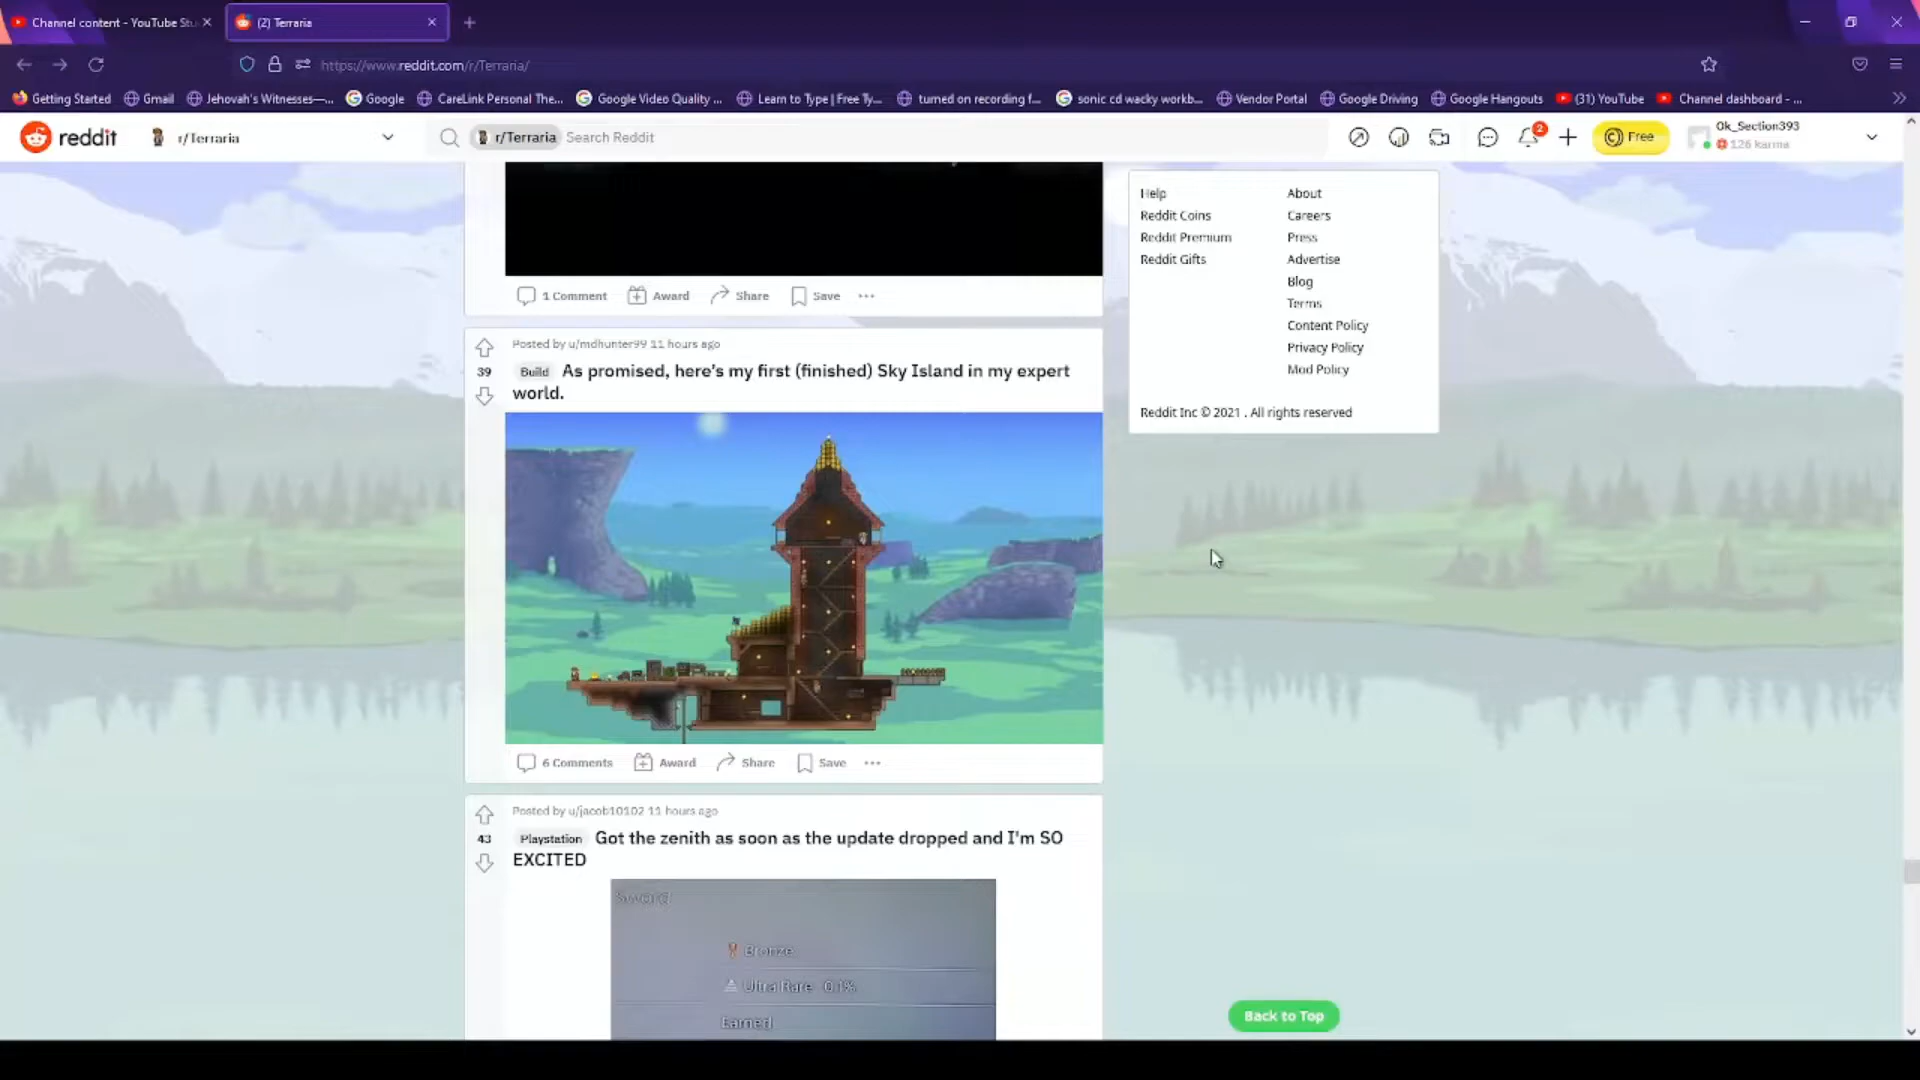 Channel content - YouTube Stu
(2) Terraria
https://www.reddit.com/r/Terraria/
Getting Started
Gmail
Jehovah's Witnesses—...
Google
CareLink Personal The...
Google Video Quality ...
Learn to Type | Free Ty...
turned on recording f...
sonic cd wacky workb...
Vendor Portal
Google Driving
Google Hangouts
(31) YouTube
Channel dashboard - ...
reddit
r/Terraria
r/Terraria Search Reddit
2
Free
Ok_Section393
126 karma
Help
About
Reddit Coins
Careers
Reddit Premium
Press
Reddit Gifts
Advertise
Blog
Terms
Content Policy
Privacy Policy
Mod Policy
Reddit Inc © 2021 . All rights reserved
1 Comment Award Share Save
Posted by u/mdhunter99 11 hours ago
39
Build As promised, here's my first (finished) Sky Island in my expert
world.
6 Comments Award Share Save
Posted by u/jacob10102 11 hours ago
43
Playstation Got the zenith as soon as the update dropped and I'm SO
EXCITED
Sword
Bronze
Ultra Rare 0.1%
Earned
Back to Top